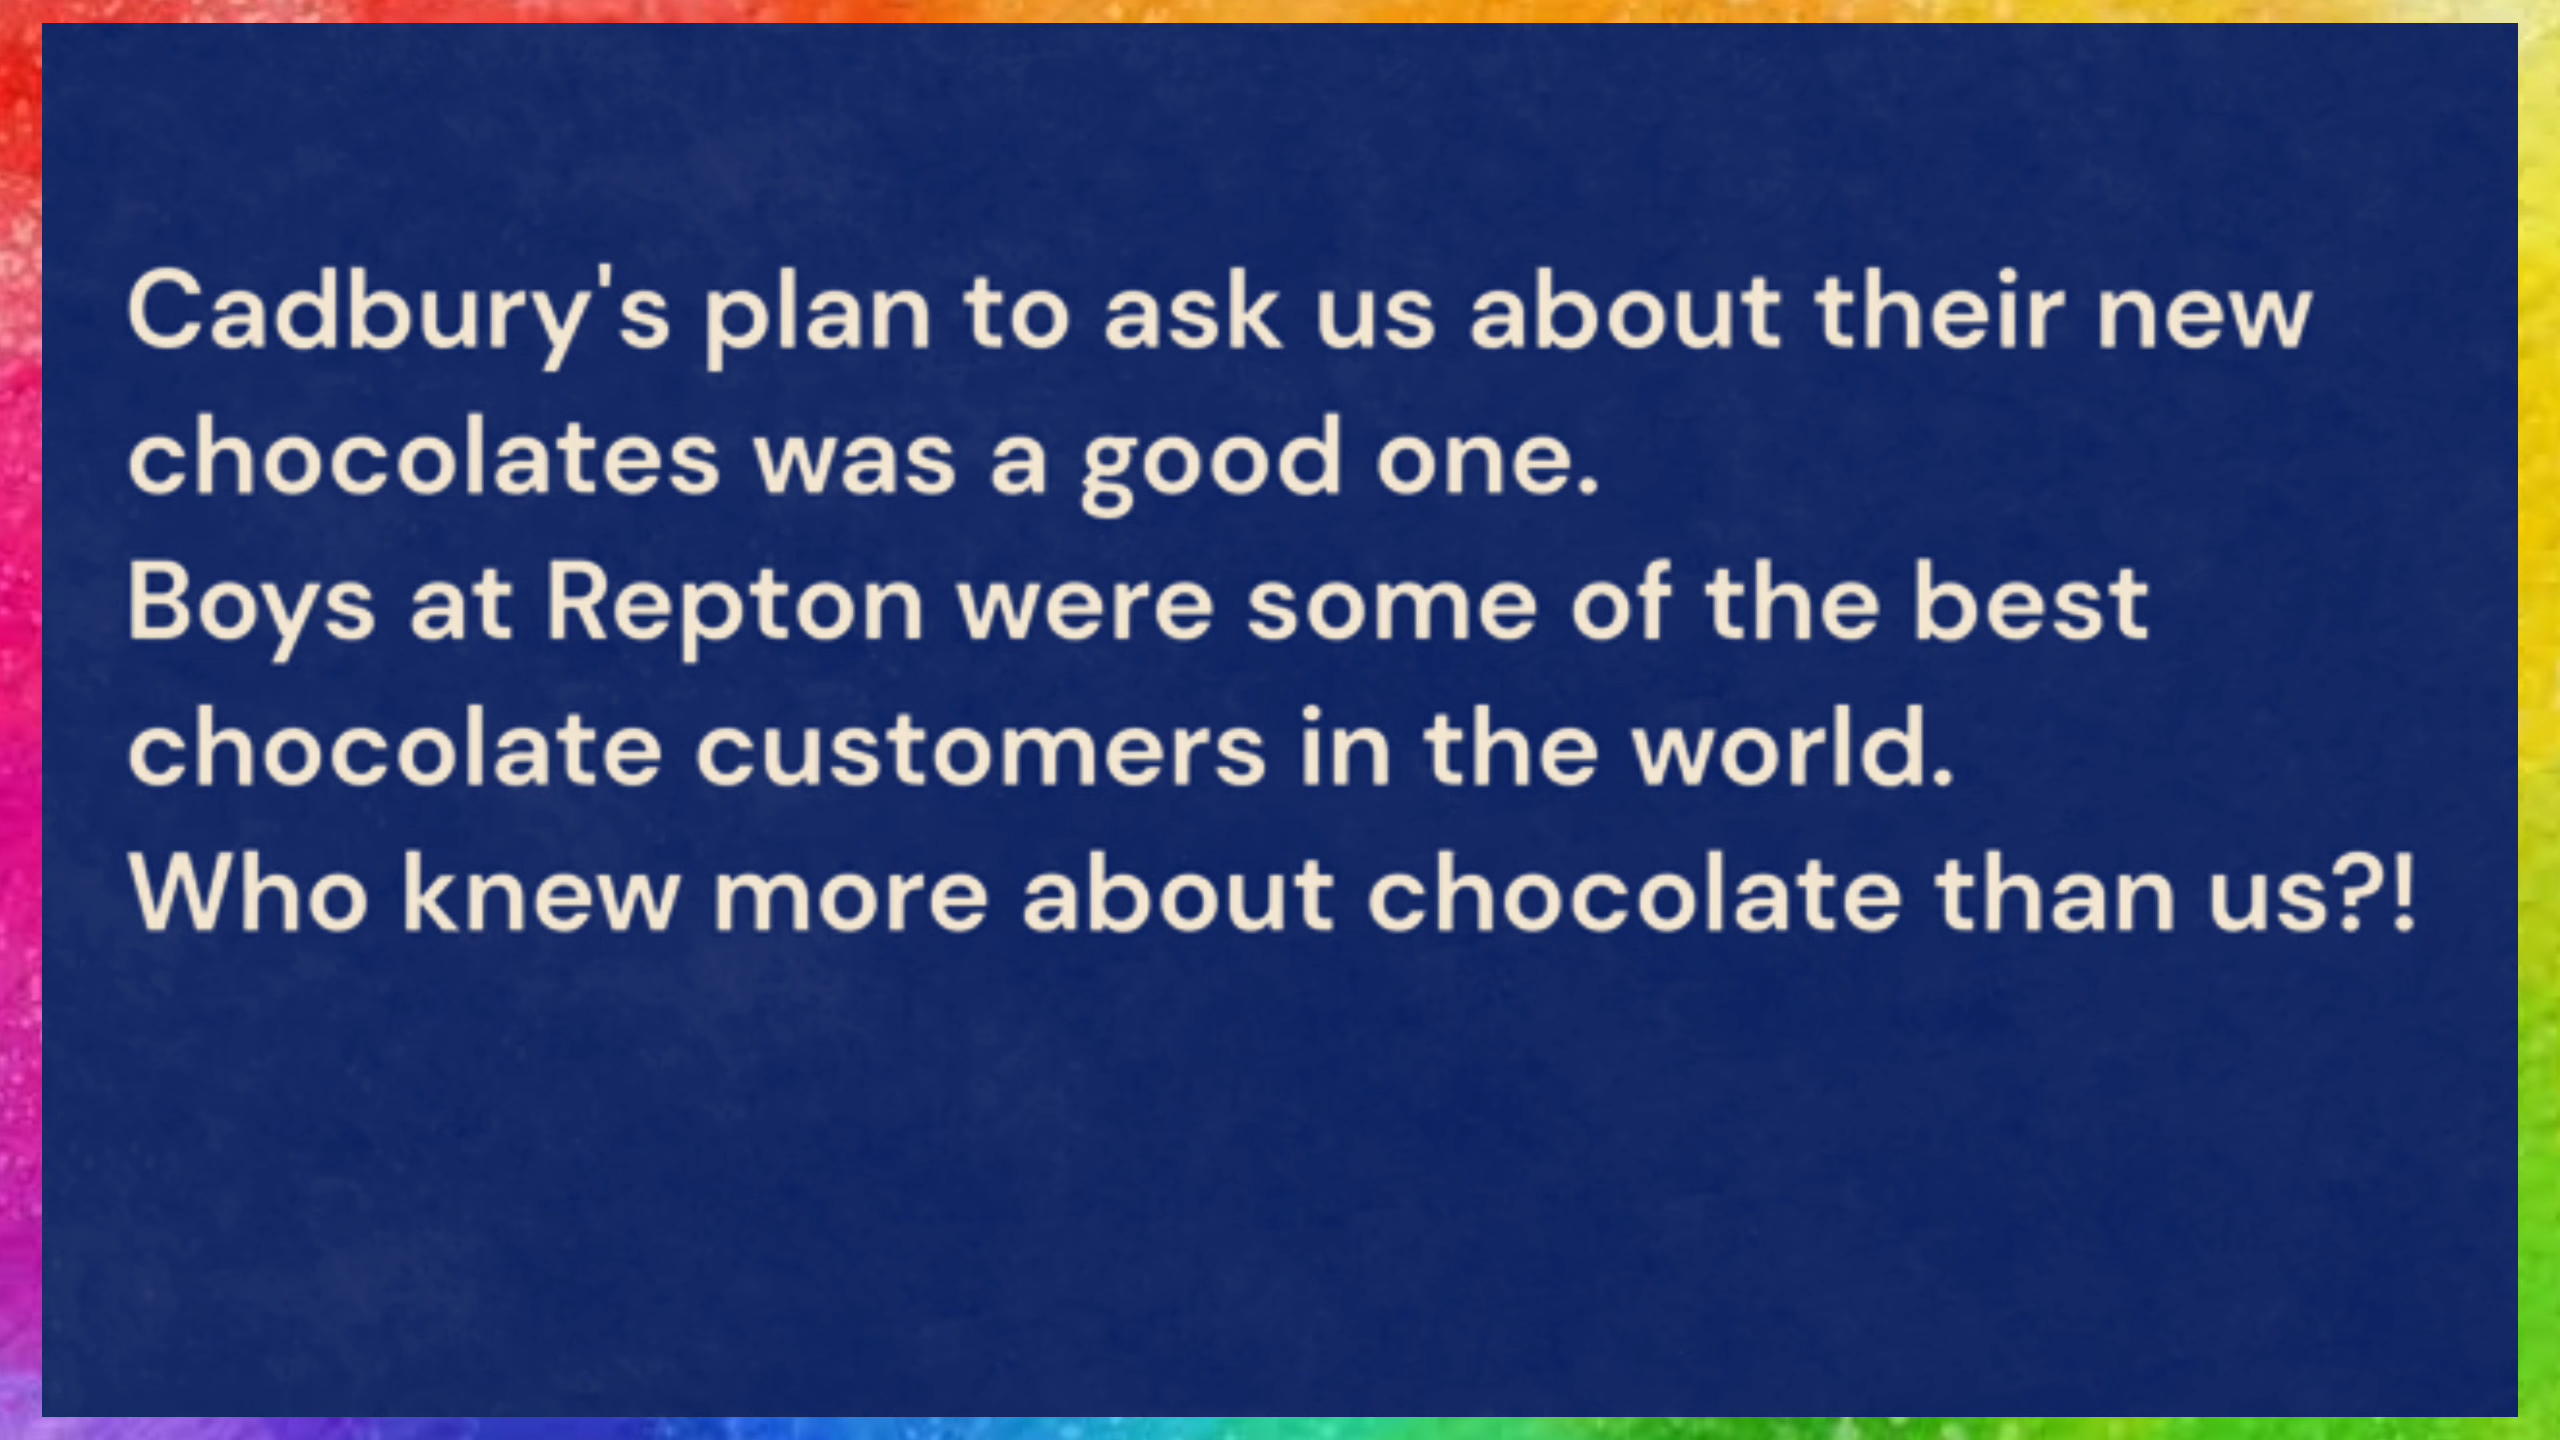 Cadbury's plan to ask us about their new
chocolates was a good one.
Boys at Repton were some of the best
chocolate customers in the world.
Who knew more about chocolate than us?!